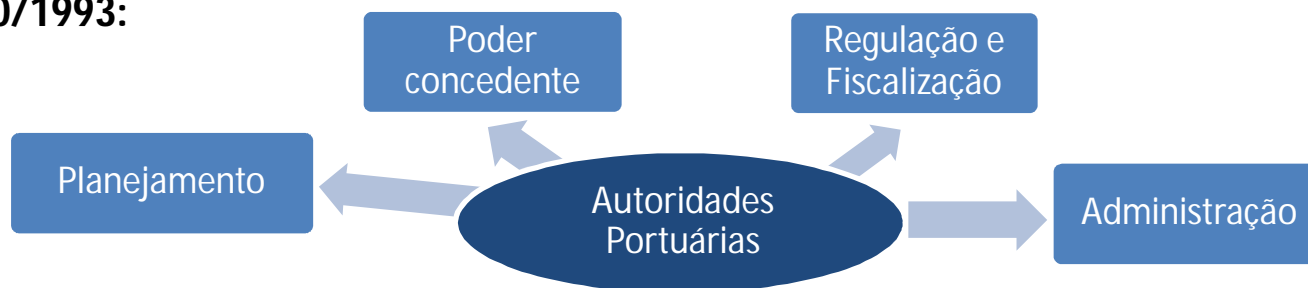 0/1993:
Poder
concedente
Regulação e
Fiscalização
Planejamento
Autoridades
Portuárias
Administração